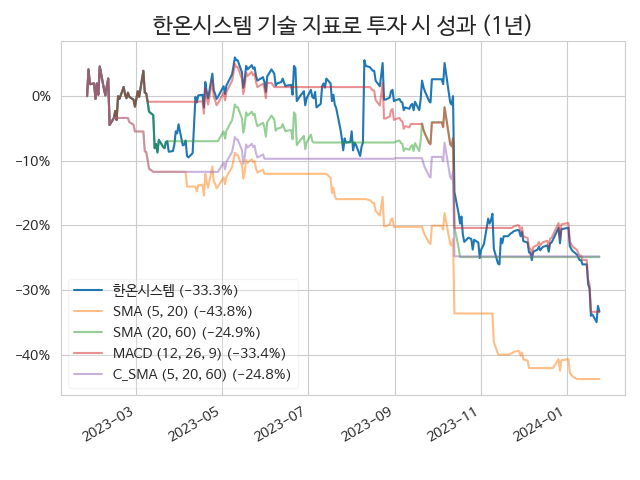 한온시스템 기술 지표로 투자 시 성과 (1년)
0%
−10%
−20%
−30%
−40%
한온시스템 (−33.3%)
SMA (5, 20) (−43.8%)
SMA (20, 60) (−24.9%)
MACD (12, 26, 9) (−33.4%)
C_SMA (5, 20, 60) (−24.8%)
2023−03
2023−05
2023−07
2023−09
2023−11
2024−01